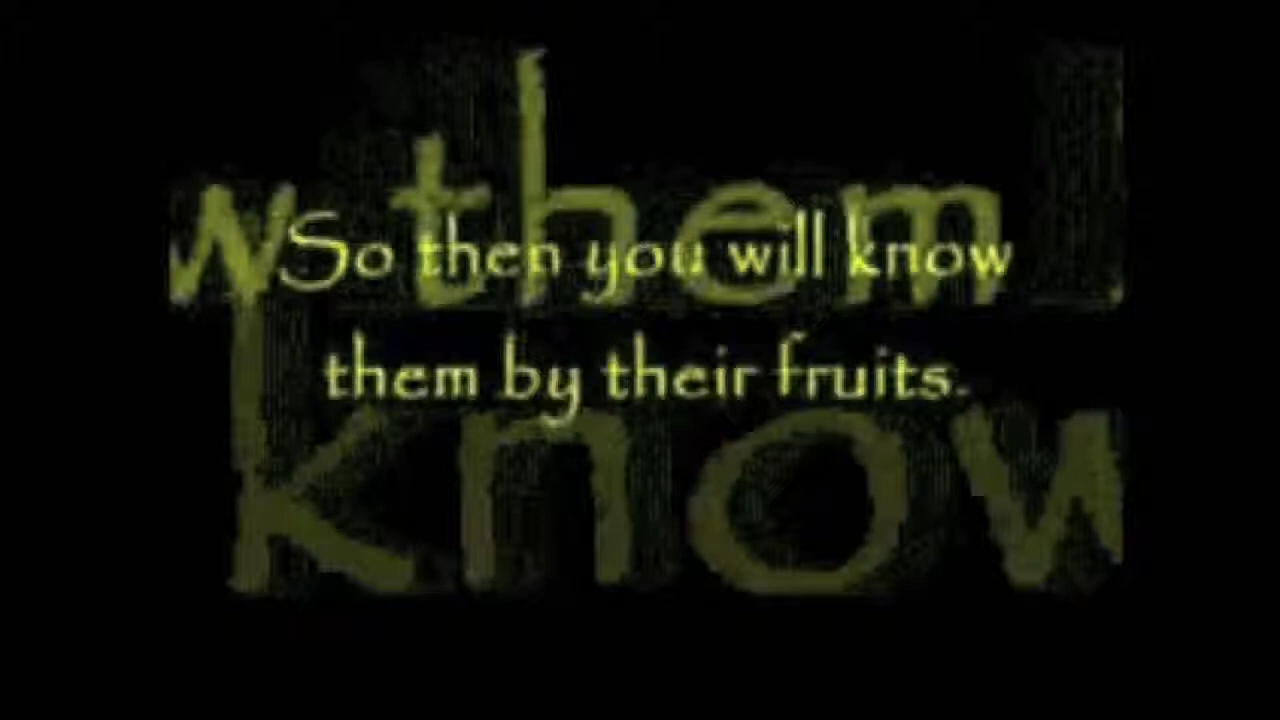 w them
So then you will know
them by their fruits.
know